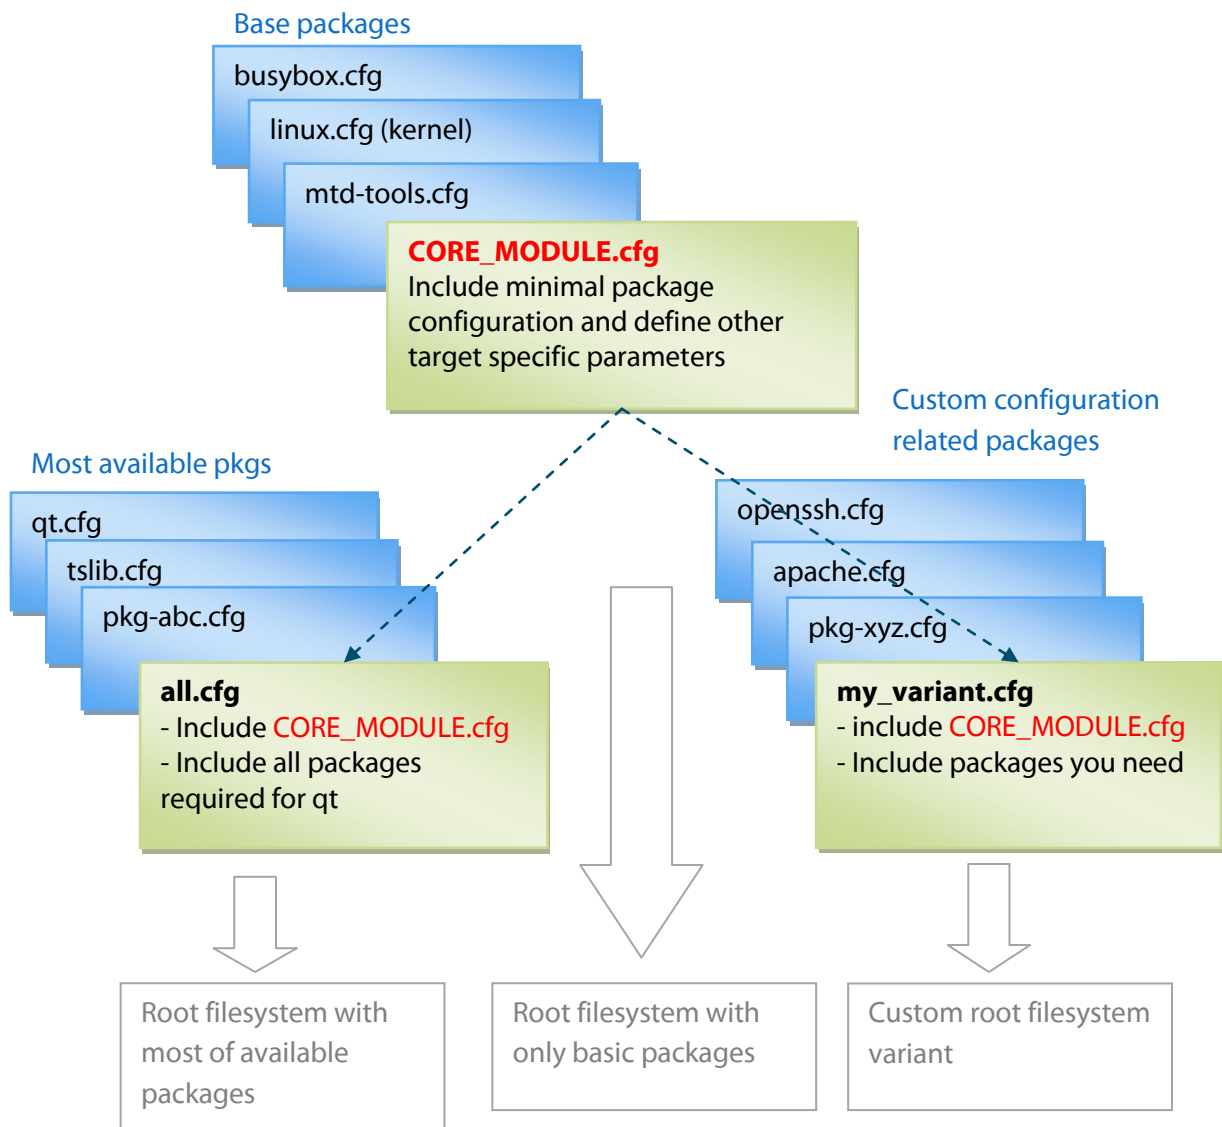 Base packages
busybox.cfg
linux.cfg (kernel)
mtd-tools.cfg
CORE_MODULE.cfg
Include minimal package
configuration and define other
target specific parameters
Custom configuration
related packages
Most available pkgs
qt.cfg
tslib.cfg
pkg-abc.cfg
openssh.cfg
apache.cfg
pkg-xyz.cfg
all.cfg
- Include CORE_MODULE.cfg
- Include all packages
required for qt
my_variant.cfg
- include CORE_MODULE.cfg
- Include packages you need
Root filesystem with
most of available
packages
Root filesystem with
only basic packages
Custom root filesystem
variant